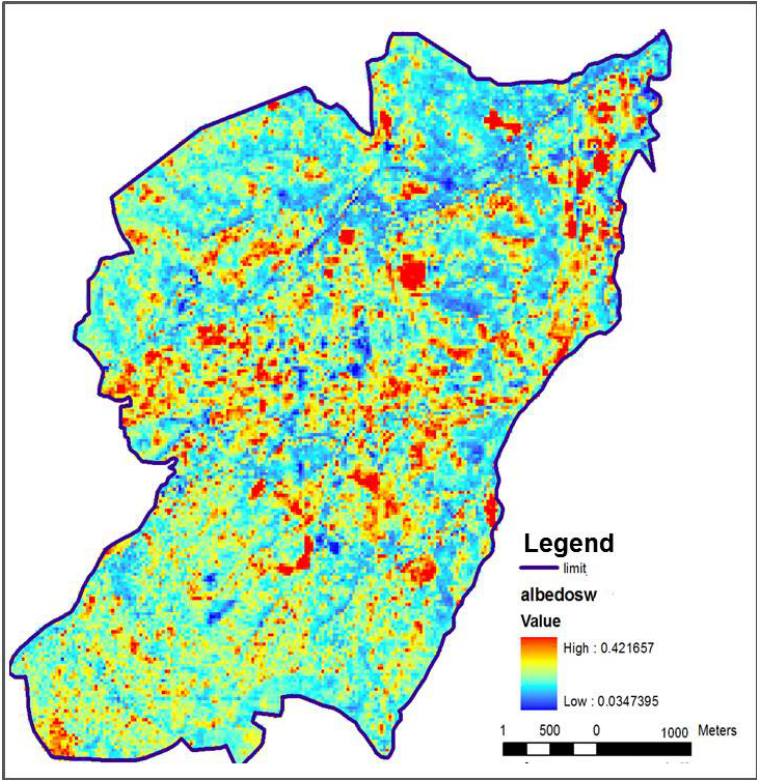 Legend
limit
albedosw
Value
High : 0.421657
Low : 0.0347395
1 500 0 1000 Meters